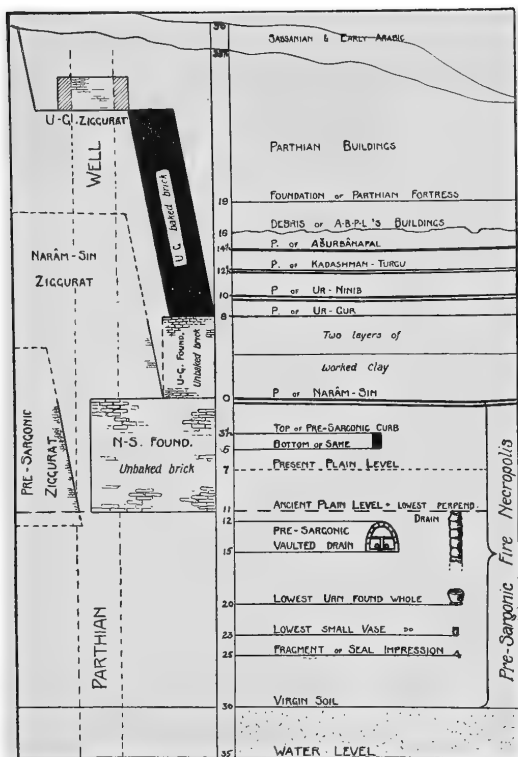 SASSANIAN & EARLY ARABIC
U-G. ZIGGURAT
WELL
U G. baked brick
PARTHIAN BUILDINGS
19
FOUNDATION OF PARTHIAN FORTRESS
16
DEBRIS OF A-B-P-L'S BUILDINGS
P. OF AŠURBÂNAPAL
NARÂM-SIN
ZIGGURAT
P. OF KADASHMAN-TURGU
10
P OF UR-NINIB
8
P OF UR-GUR
U-G. FOUND.
Unbaked brick
Two layers of
worked clay
0
P OF NARÂM-SIN
PRE-SARGONIC
ZIGGURAT
N-S. FOUND.
Unbaked brick
TOP OF PRE-SARGONIC CURB
BOTTOM OF SAME
7
PRESENT PLAIN LEVEL
11
ANCIENT PLAIN LEVEL - LOWEST PERPEND.
DRAIN
12
PRE-SARGONIC
15
VAULTED DRAIN
20
LOWEST URN FOUND WHOLE
23
LOWEST SMALL VASE DO
25
FRAGMENT OF SEAL IMPRESSION
Pre-Sargonic Fire Necropolis
PARTHIAN
30
VIRGIN SOIL
35
WATER LEVEL